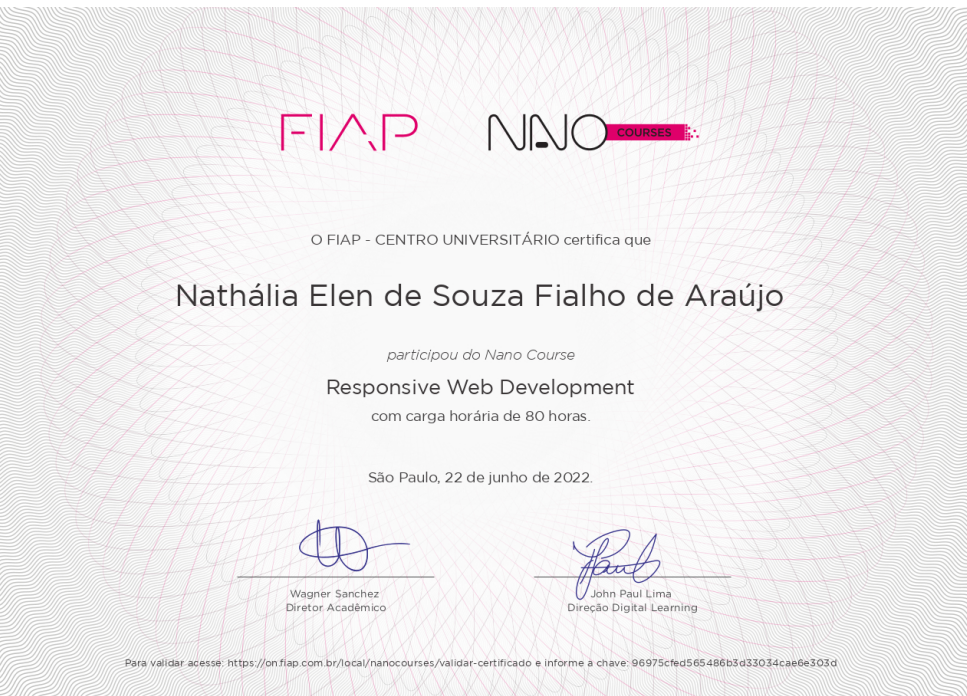 FIAP NANO COURSES
O FIAP - CENTRO UNIVERSITÁRIO certifica que
Nathália Elen de Souza Fialho de Araújo
participou do Nano Course
Responsive Web Development
com carga horária de 80 horas.
São Paulo, 22 de junho de 2022.
Wagner Sanchez
Diretor Acadêmico
John Paul Lima
Direção Digital Learning
Para validar acesse: https://on.fiap.com.br/local/nanocourses/validar-certificado e informe a chave: 96975cfed565486b3d33034cae6e303d